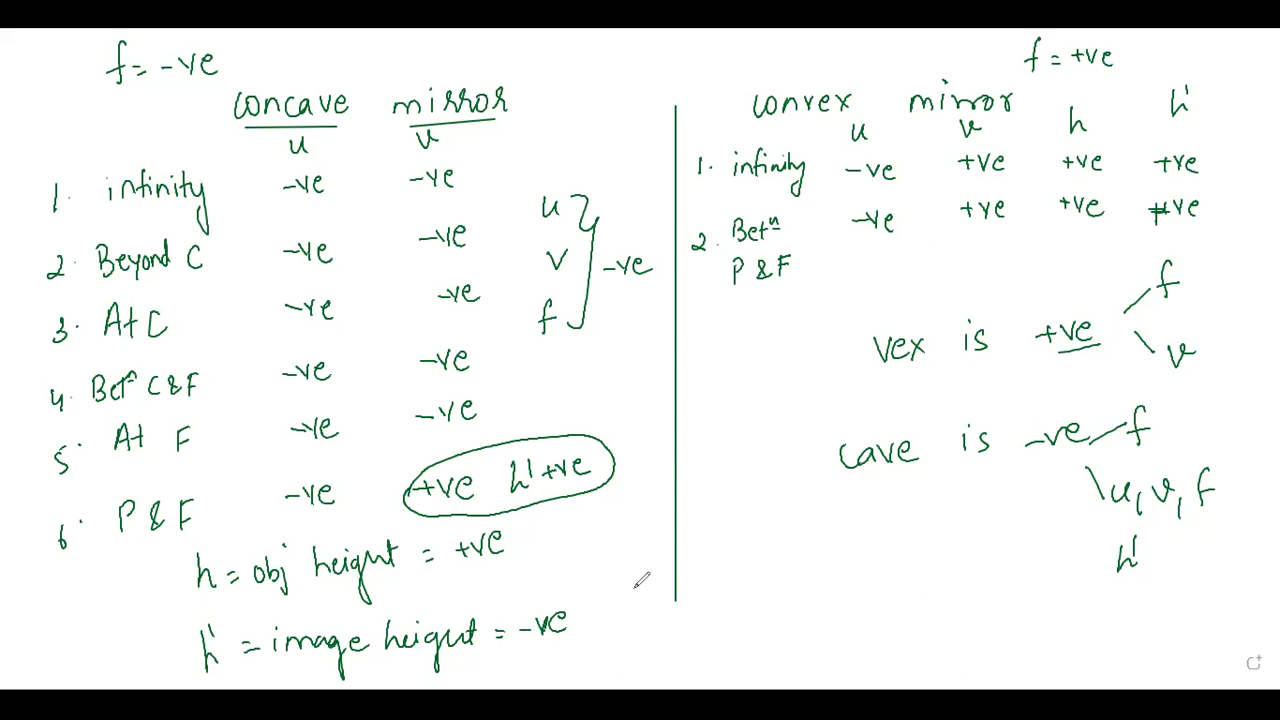 f = -ve
concave mirror
u v
1. infinity -ve -ve
2. Beyond C -ve -ve
3. At C -ve -ve
4. Betn C & F -ve -ve
5. At F -ve -ve
6. P & F -ve +ve h' +ve
u
v -ve
f
h = obj height = +ve
h' = image height = -ve
f = +ve
convex mirror
u v h h'
1. infinity -ve +ve +ve +ve
2. Betn -ve +ve +ve +ve
P & F
vex is +ve f
v
cave is -ve f
u, v, f
h'